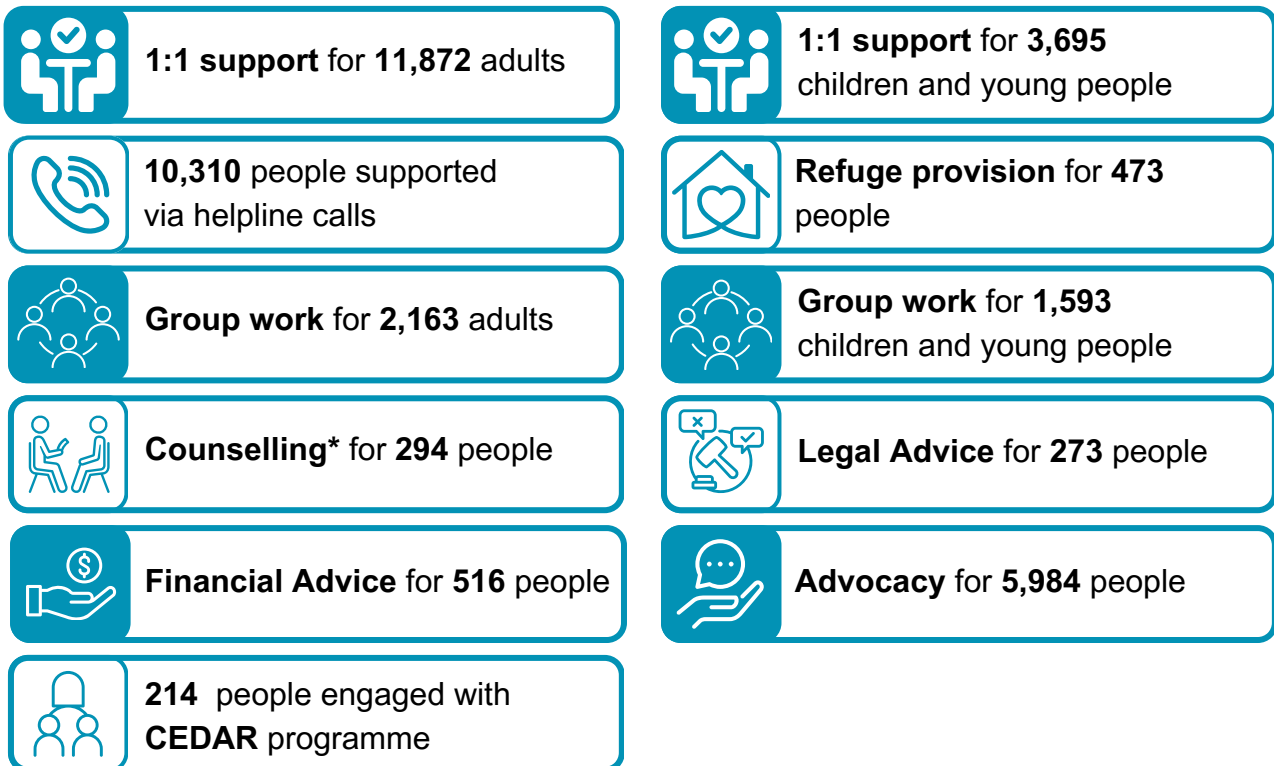 1:1 support for 11,872 adults
1:1 support for 3,695
children and young people
10,310 people supported
via helpline calls
Refuge provision for 473
people
Group work for 2,163 adults
Group work for 1,593
children and young people
Counselling* for 294 people
Legal Advice for 273 people
$
Financial Advice for 516 people
Advocacy for 5,984 people
214 people engaged with
CEDAR programme